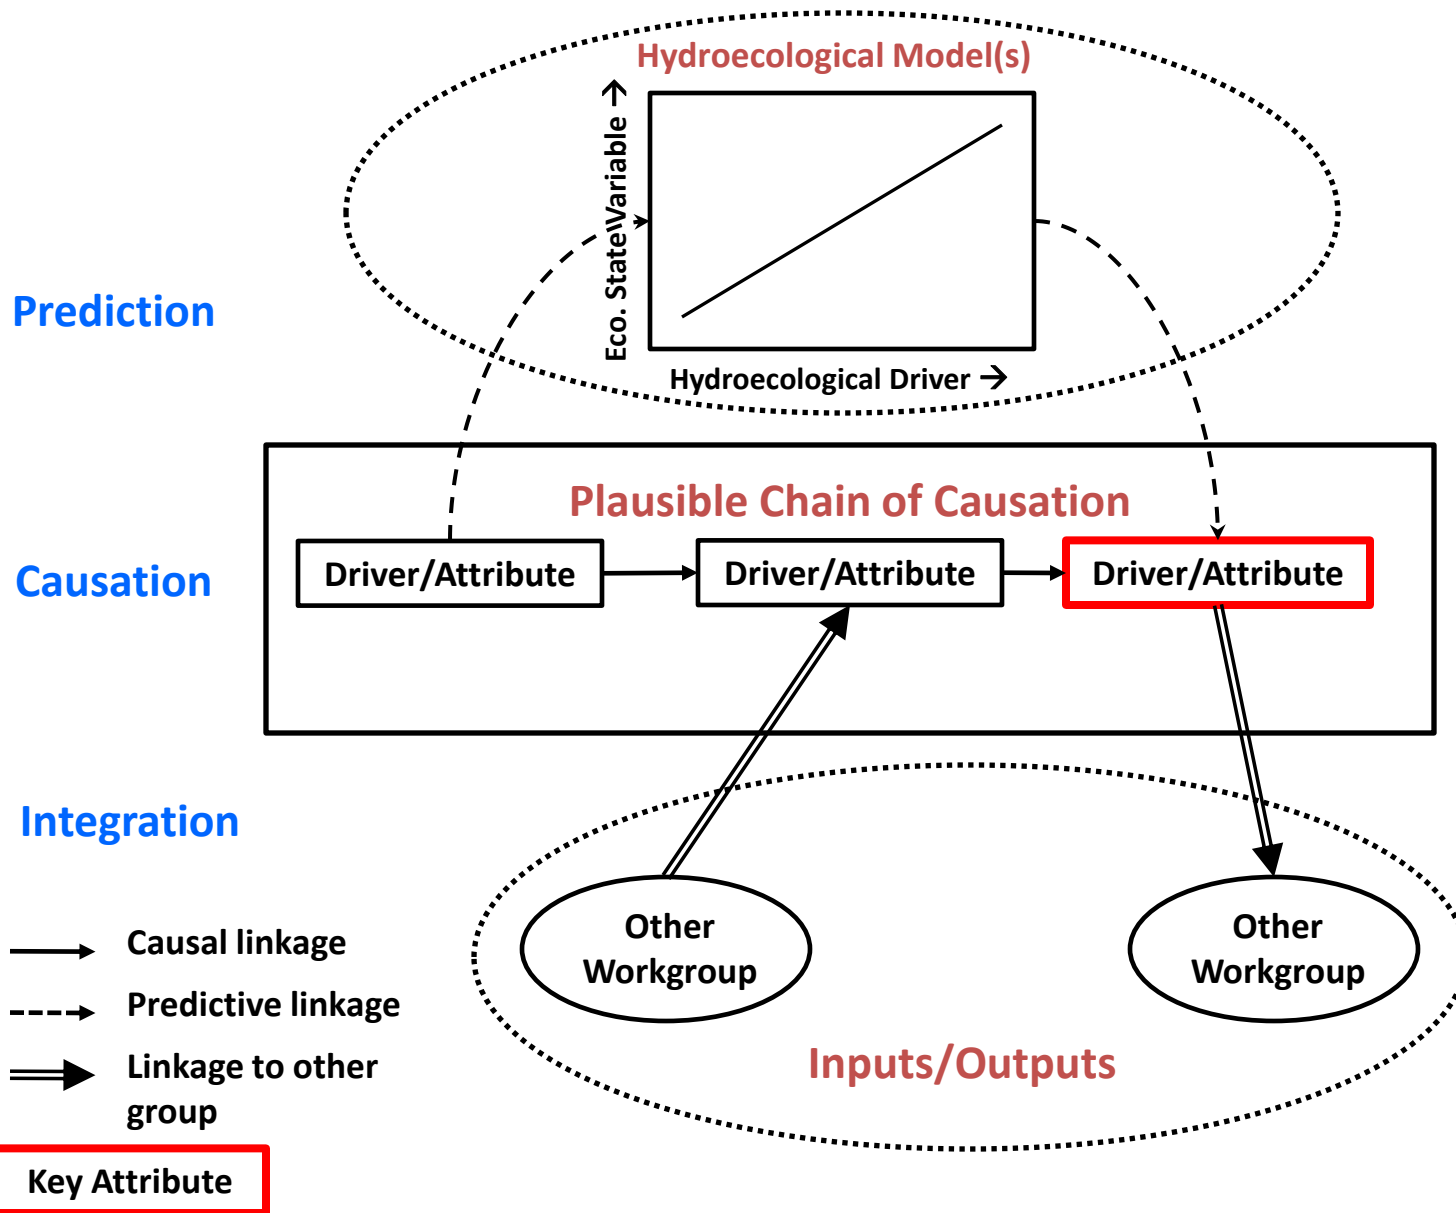 Hydroecological Model(s)
Eco. State Variable →
Hydroecological Driver →
Prediction
Plausible Chain of Causation
Causation
Driver/Attribute
Driver/Attribute
Driver/Attribute
Integration
Other
Workgroup
Other
Workgroup
Inputs/Outputs
Causal linkage
Predictive linkage
Linkage to other
group
Key Attribute